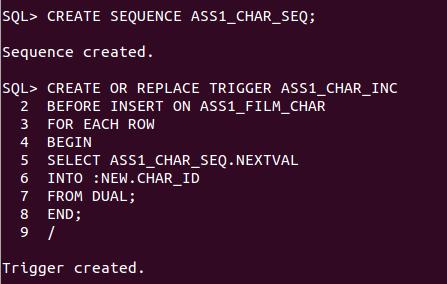 SQL> CREATE SEQUENCE ASS1_CHAR_SEQ;
Sequence created.
SQL> CREATE OR REPLACE TRIGGER ASS1_CHAR_INC
2 BEFORE INSERT ON ASS1_FILM_CHAR
3 FOR EACH ROW
4 BEGIN
5 SELECT ASS1_CHAR_SEQ.NEXTVAL
6 INTO :NEW.CHAR_ID
7 FROM DUAL;
8 END;
9 /
Trigger created.